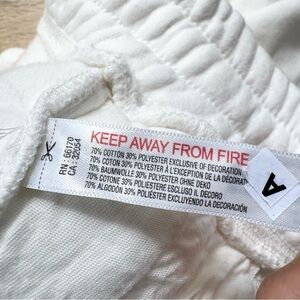 RN : 66170
CA : 32054
KEEP AWAY FROM FIRE
70% COTTON 30% POLYESTER EXCLUSIVE OF DECORATION
70% COTON 30% POLYESTER À L'EXCEPTION DE LA DÉCORAT
70% BAUMWOLLE 30% POLYESTER OHNE DEKO
70% COTONE 30% POLIESTERE ESCLUSO IL DECORO
70% ALGODÓN 30% POLIÉSTER EXCLUYENDO LA DECORACIÓN
A